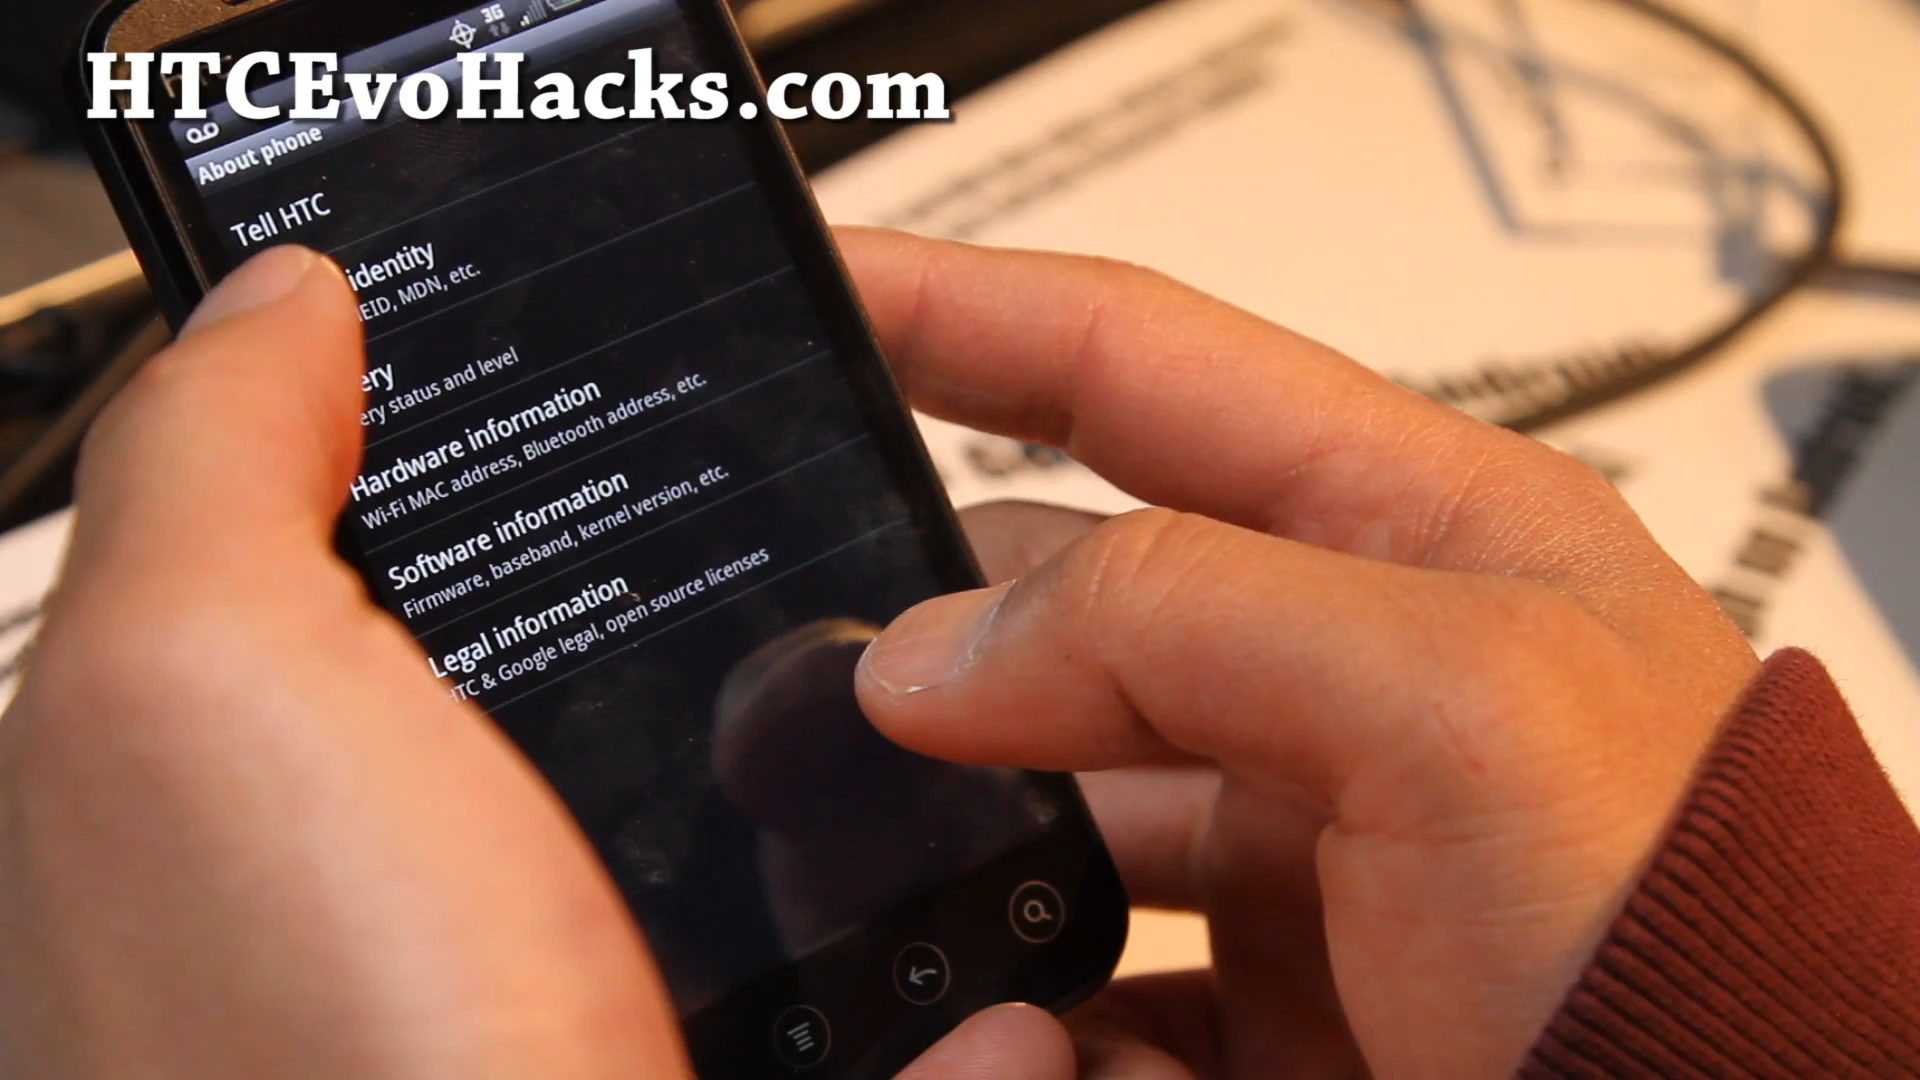 HTCEvoHacks.com
3G
About phone
Tell HTC
identity
EID, MDN, etc.
ery
ery status and level
Hardware information
Wi-Fi MAC address, Bluetooth address, etc.
Software information
Firmware, baseband, kernel version, etc.
Legal information
HTC & Google legal, open source licenses